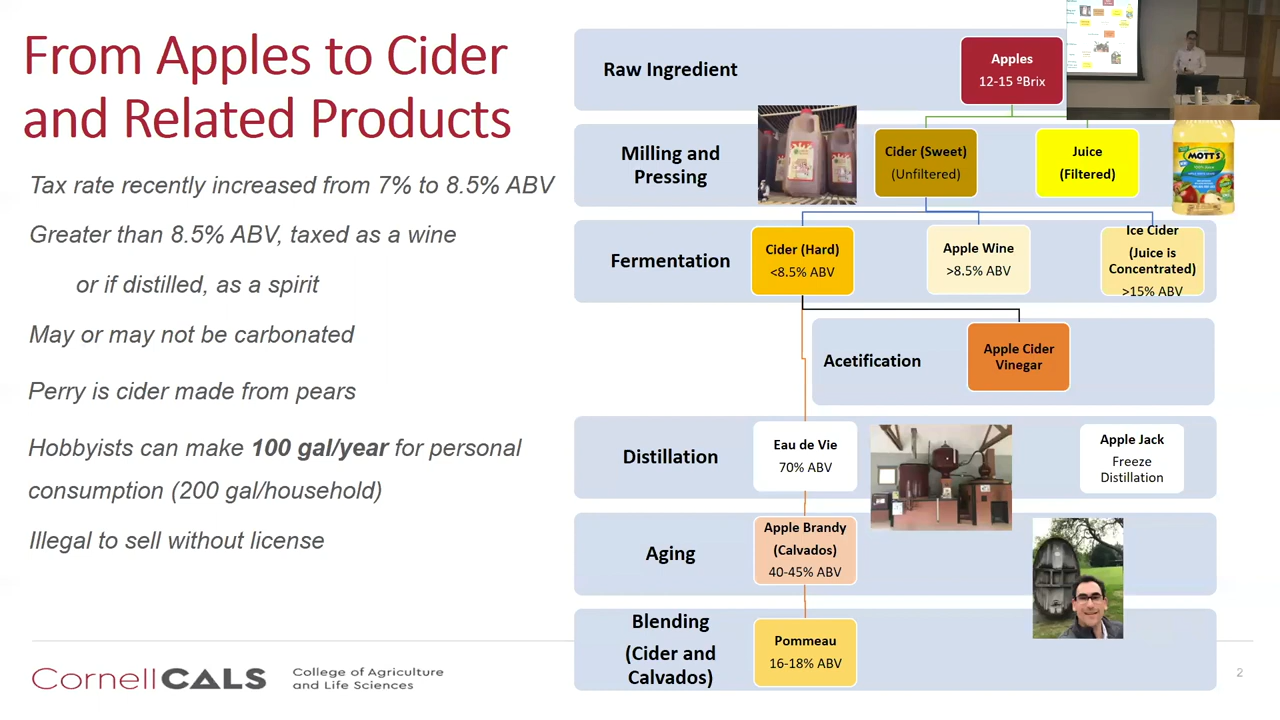 From Apples to Cider
and Related Products
Tax rate recently increased from 7% to 8.5% ABV
Greater than 8.5% ABV, taxed as a wine
or if distilled, as a spirit
May or may not be carbonated
Perry is cider made from pears
Hobbyists can make 100 gal/year for personal
consumption (200 gal/household)
Illegal to sell without license
CornellCALS
College of Agriculture
and Life Sciences
Raw Ingredient
Apples
12-15 ºBrix
Milling and
Pressing
Cider (Sweet)
(Unfiltered)
Juice
(Filtered)
MOTT'S
Fermentation
Cider (Hard)
<8.5% ABV
Apple Wine
>8.5% ABV
Ice Cider
(Juice is
Concentrated)
>15% ABV
Acetification
Apple Cider
Vinegar
Distillation
Eau de Vie
70% ABV
Apple Jack
Freeze
Distillation
Aging
Apple Brandy
(Calvados)
40-45% ABV
Blending
(Cider and
Calvados)
Pommeau
16-18% ABV
2